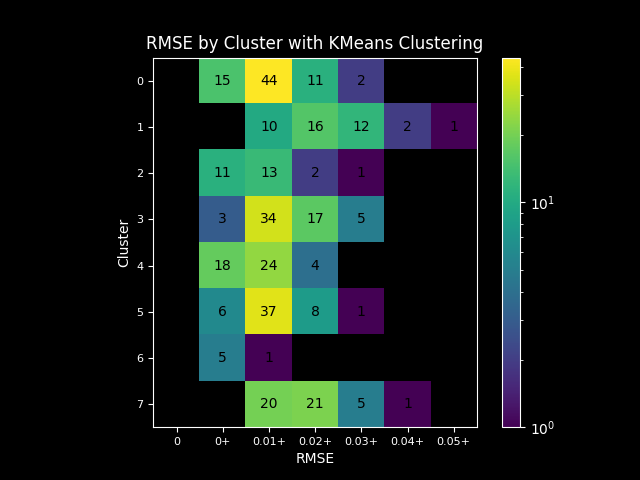 RMSE by Cluster with KMeans Clustering
0 15 44 11 2
1 10 16 12 2 1
2 11 13 2 1
3 3 34 17 5
4 18 24 4
5 6 37 8 1
6 5 1
7 20 21 5 1
0 0+ 0.01+ 0.02+ 0.03+ 0.04+ 0.05+
RMSE
Cluster
10¹
10⁰